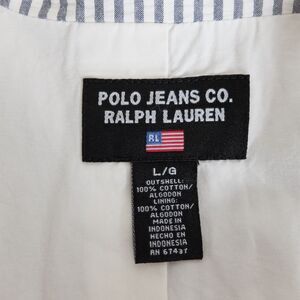 POLO JEANS CO.
RALPH LAUREN
RL
L/G
OUTSHELL:
100% COTTON/
ALGODON
LINING:
100% COTTON/
ALGODON
MADE IN
INDONESIA
HECHO EN
INDONESIA
RN